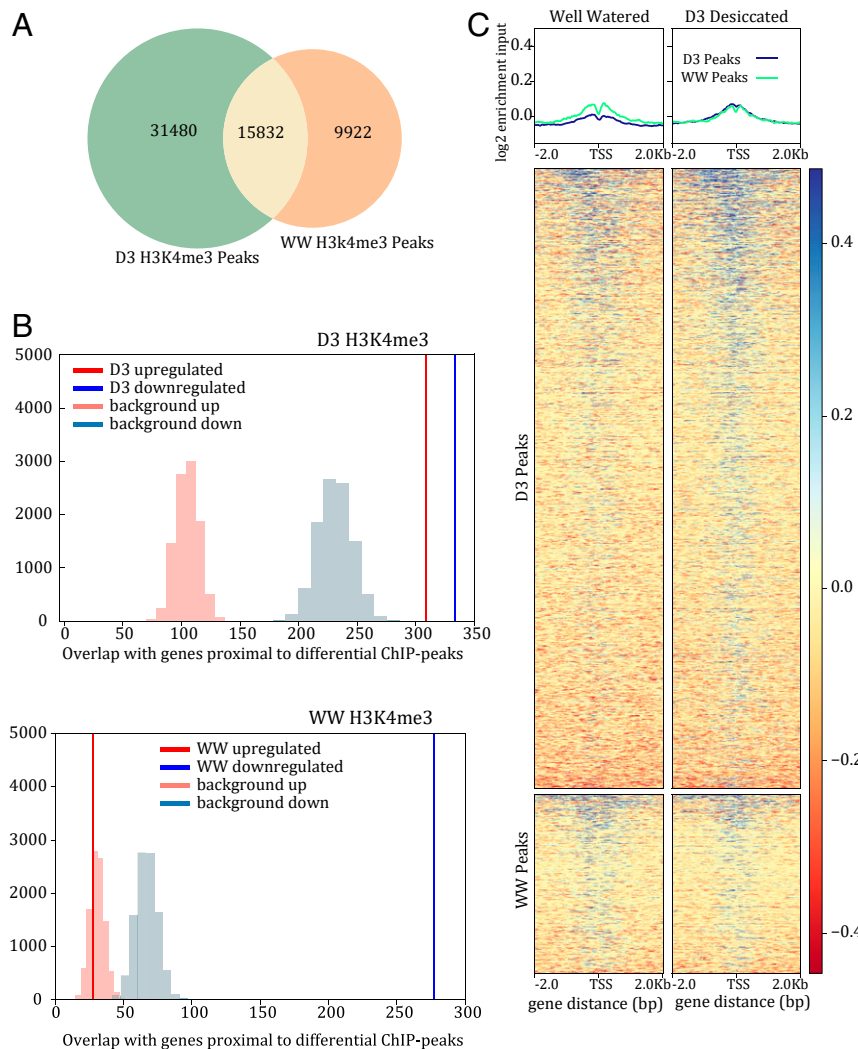 A
31480
15832
9922
D3 H3K4me3 Peaks
WW H3k4me3 Peaks
B
D3 H3K4me3
5000
4000
3000
2000
1000
0
D3 upregulated
D3 downregulated
background up
background down
0
50
100
150
200
250
300
350
Overlap with genes proximal to differential ChIP-peaks
WW H3K4me3
5000
4000
3000
2000
1000
0
WW upregulated
WW downregulated
background up
background down
0
50
100
150
200
300
Overlap with genes proximal to differential ChIP-peaks
C
Well Watered
D3 Desiccated
log2 enrichment input
0.4
0.2
0.0
D3 Peaks
WW Peaks
-2.0
TSS
2.0Kb
-2.0
TSS
2.0Kb
D3 Peaks
WW Peaks
0.4
0.2
0.0
−0.2
−0.4
-2.0
TSS
2.0Kb
-2.0
TSS
2.0Kb
gene distance (bp)
gene distance (bp)